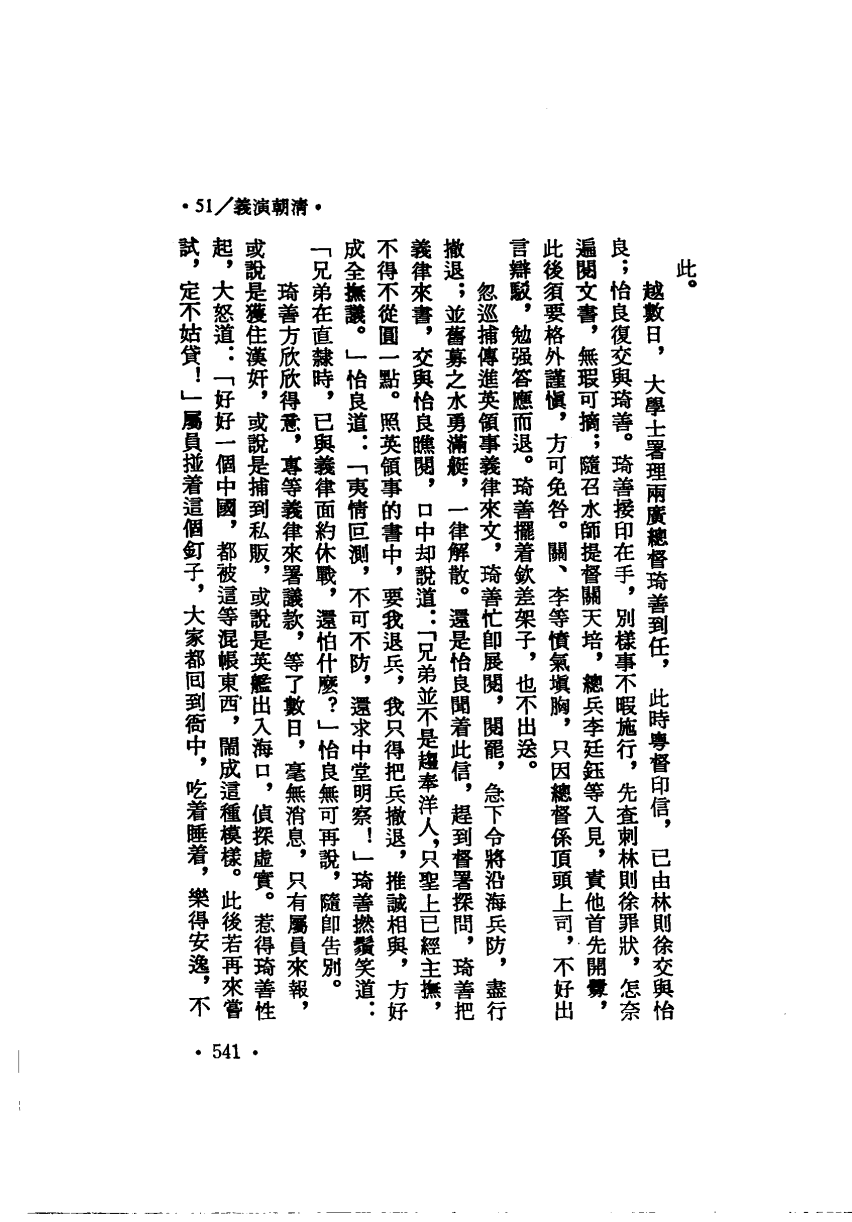 •51/義演朝清•
此。
越數日，大學士署理兩廣總督琦善到任，此時粵督印信，已由林則徐交與怡
良；怡良復交與琦善。琦善接印在手，別樣事不暇施行，先查刺林則徐罪狀，怎奈
遍閱文書，無瑕可摘；隨召水師提督關天培，總兵李廷鈺等入見，責他首先開釁，
此後須要格外謹慎，方可免咎。關、李等憤氣塡胸，只因總督係頂頭上司，不好出
言辯駁，勉强答應而退。琦善擺着欽差架子，也不出送。
忽巡捕傳進英領事義律來文，琦善忙卽展閱，閱罷，急下令將沿海兵防，盡行
撤退；並舊募之水勇滿艇，一律解散。還是怡良聞着此信，趕到督署探問，琦善把
義律來書，交與怡良瞧閱，口中却說道：「兄弟並不是趨奉洋人，只聖上已經主撫，
不得不從圓一點。照英領事的書中，要我退兵，我只得把兵撤退，推誠相與，方好
成全撫議。」怡良道：「夷情叵測，不可不防，還求中堂明察！」琦善撚鬚笑道：
「兄弟在直隸時，已與義律面約休戰，還怕什麼？」怡良無可再說，隨卽吿別。
琦善方欣欣得意，專等義律來署議款，等了數日，毫無消息，只有屬員來報，
或說是獲住漢奸，或說是捕到私販，或說是英艦出入海口，偵探虛實。惹得琦善性
起，大怒道：「好好一個中國，都被這等混帳東西，鬧成這種模樣。此後若再來嘗
試，定不姑貸！」屬員掽着這個釘子，大家都回到衙中，吃着睡着，樂得安逸，不
•541•